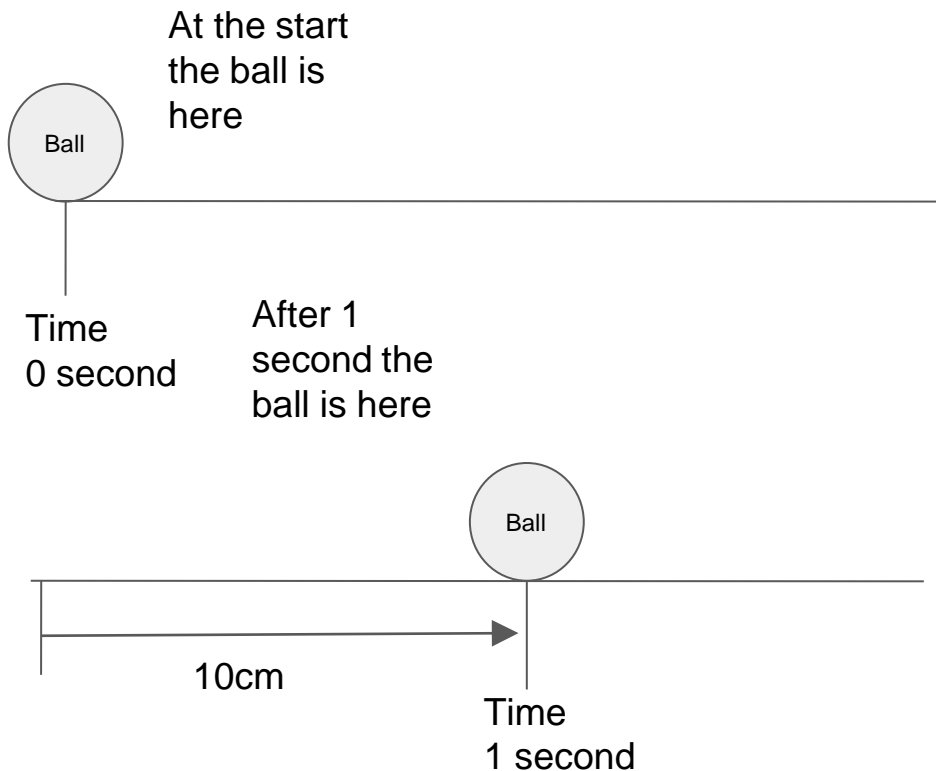 At the start
the ball is
here
Ball
Time
0 second
After 1
second the
ball is here
Ball
10cm
Time
1 second